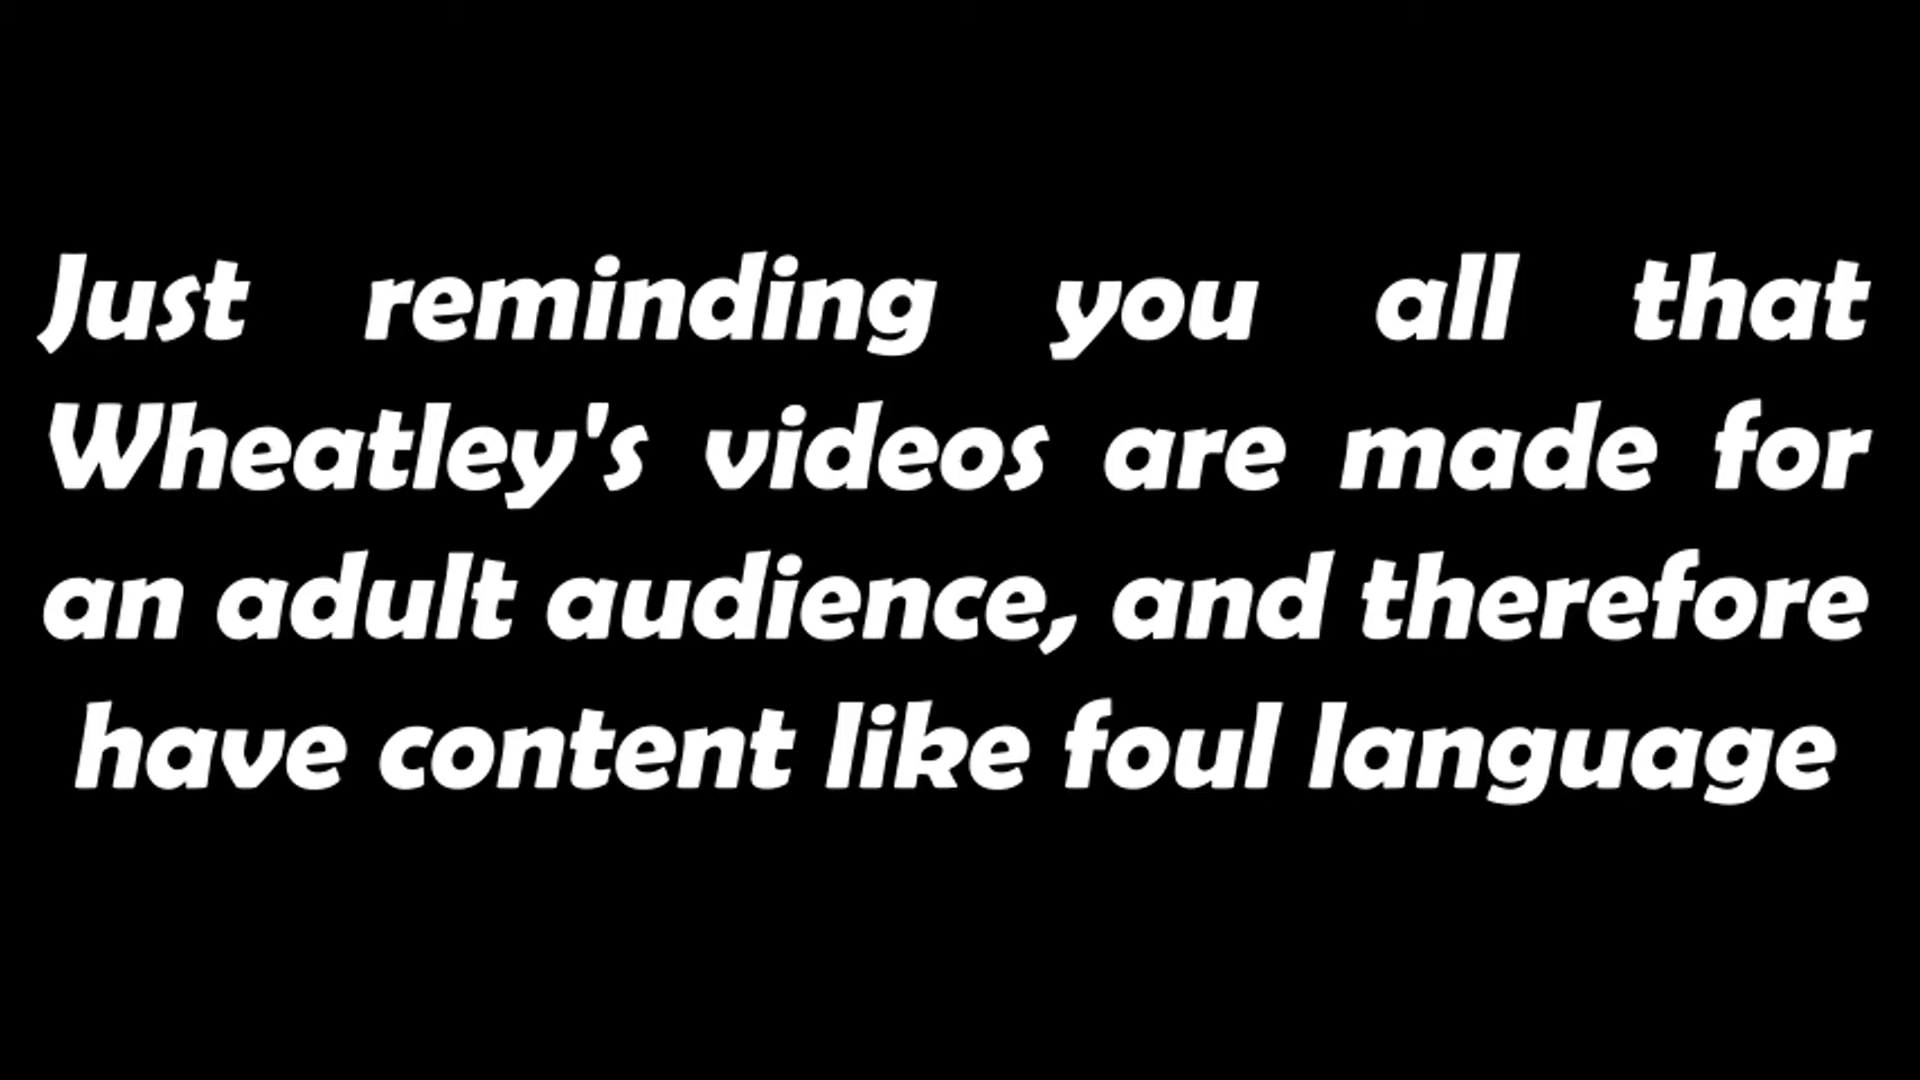 Just reminding you all that
Wheatley's videos are made for
an adult audience, and therefore
have content like foul language